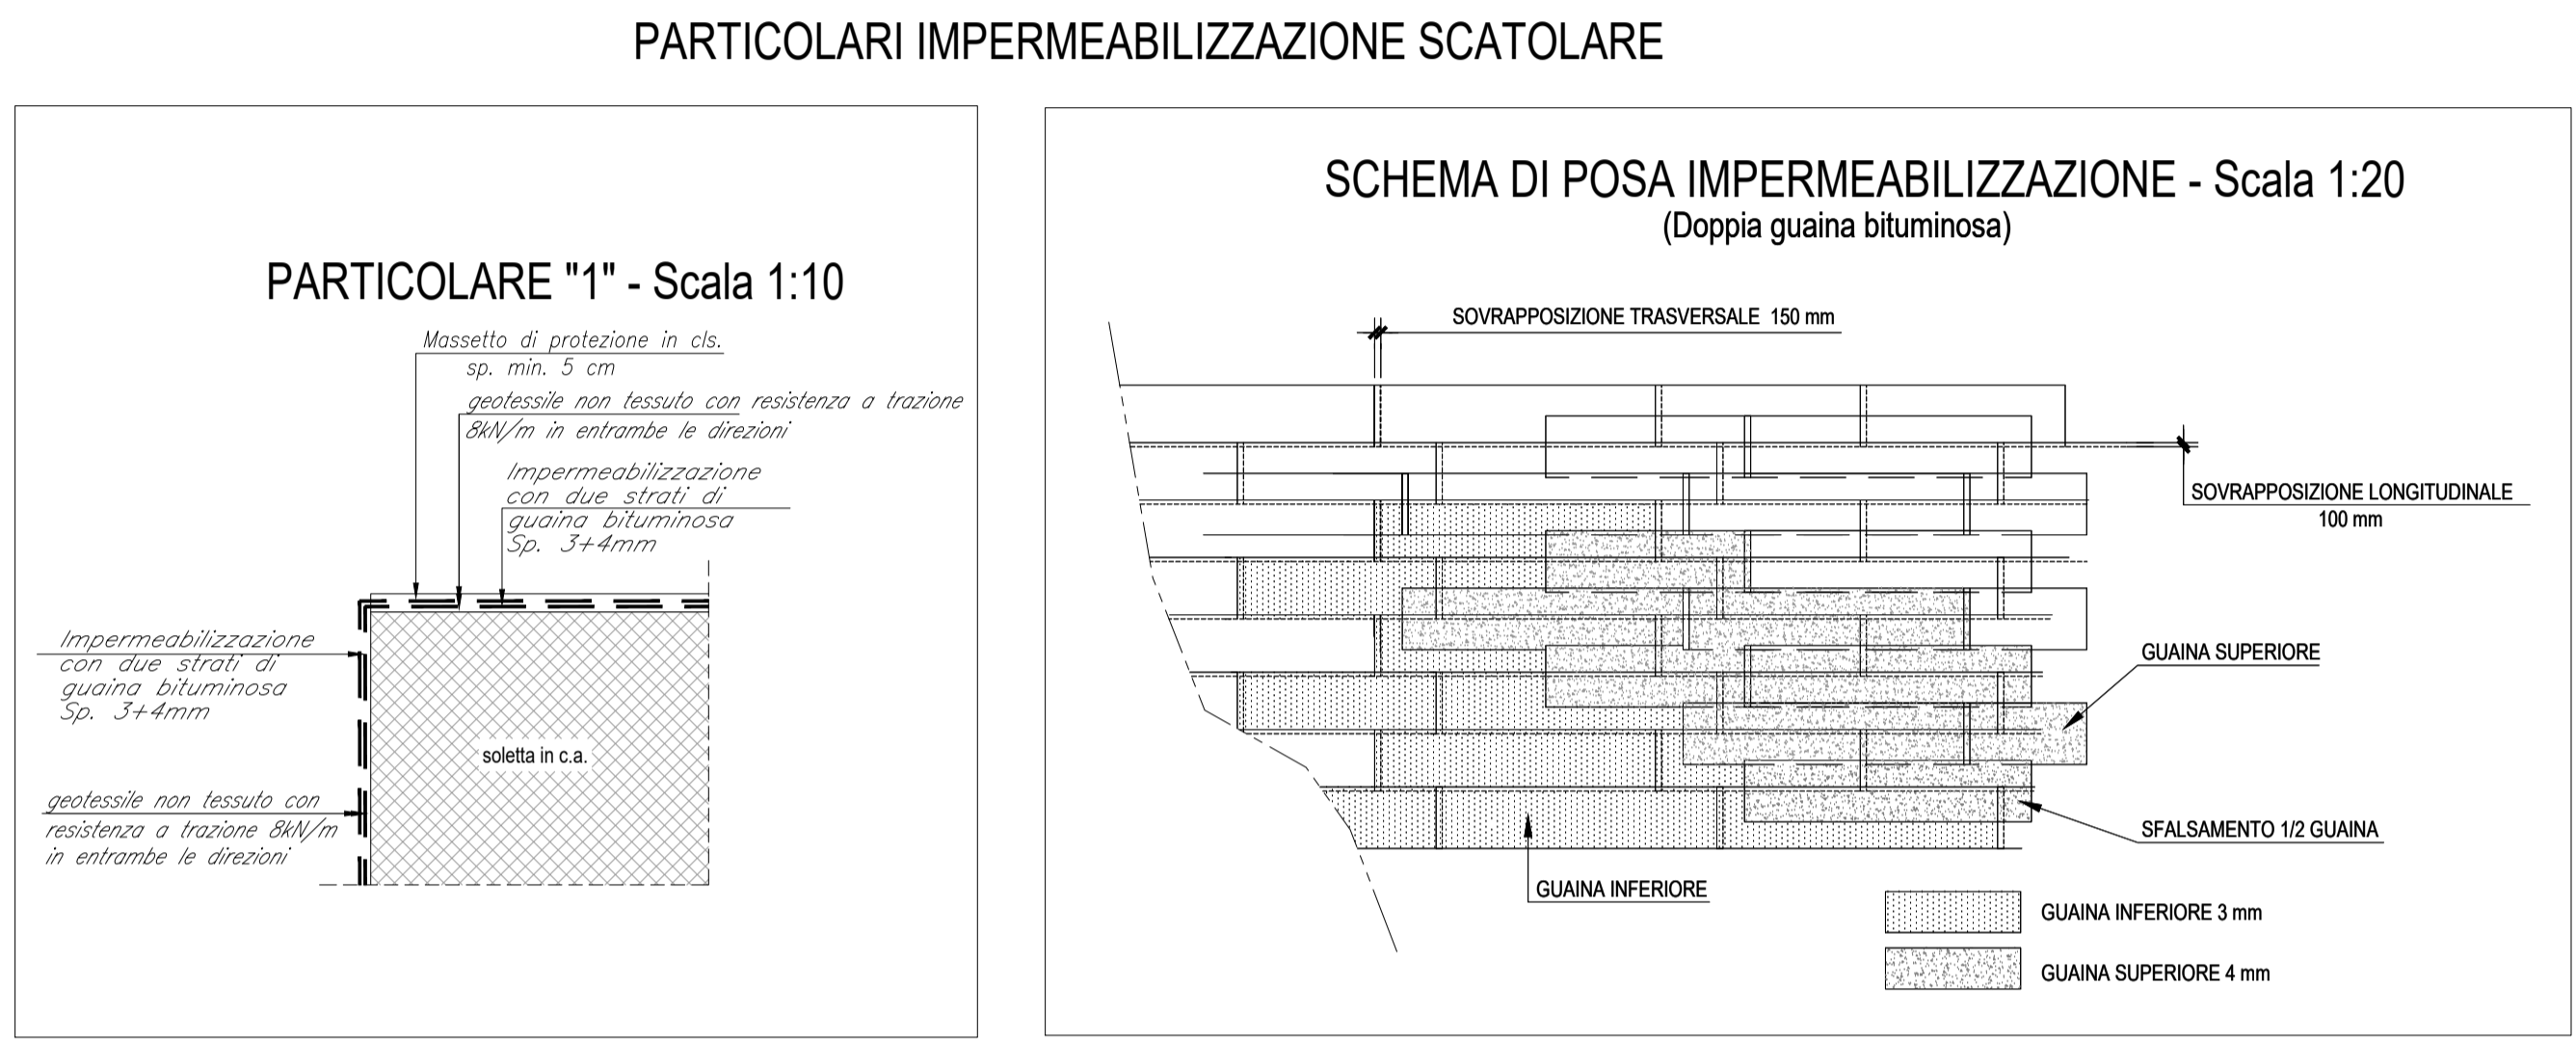 PARTICOLARI IMPERMEABILIZZAZIONE SCATOLARE
PARTICOLARE "1" - Scala 1:10
Massetto di protezione in cls.
sp. min. 5 cm
geotessile non tessuto con resistenza a trazione
8kN/m in entrambe le direzioni
Impermeabilizzazione
con due strati di
guaina bituminosa
Sp. 3+4mm
Impermeabilizzazione
con due strati di
guaina bituminosa
Sp. 3+4mm
soletta in c.a.
geotessile non tessuto con
resistenza a trazione 8kN/m
in entrambe le direzioni
SCHEMA DI POSA IMPERMEABILIZZAZIONE - Scala 1:20
(Doppia guaina bituminosa)
SOVRAPPOSIZIONE TRASVERSALE 150 mm
SOVRAPPOSIZIONE LONGITUDINALE
100 mm
GUAINA SUPERIORE
SFALSAMENTO 1/2 GUAINA
GUAINA INFERIORE
GUAINA INFERIORE 3 mm
GUAINA SUPERIORE 4 mm